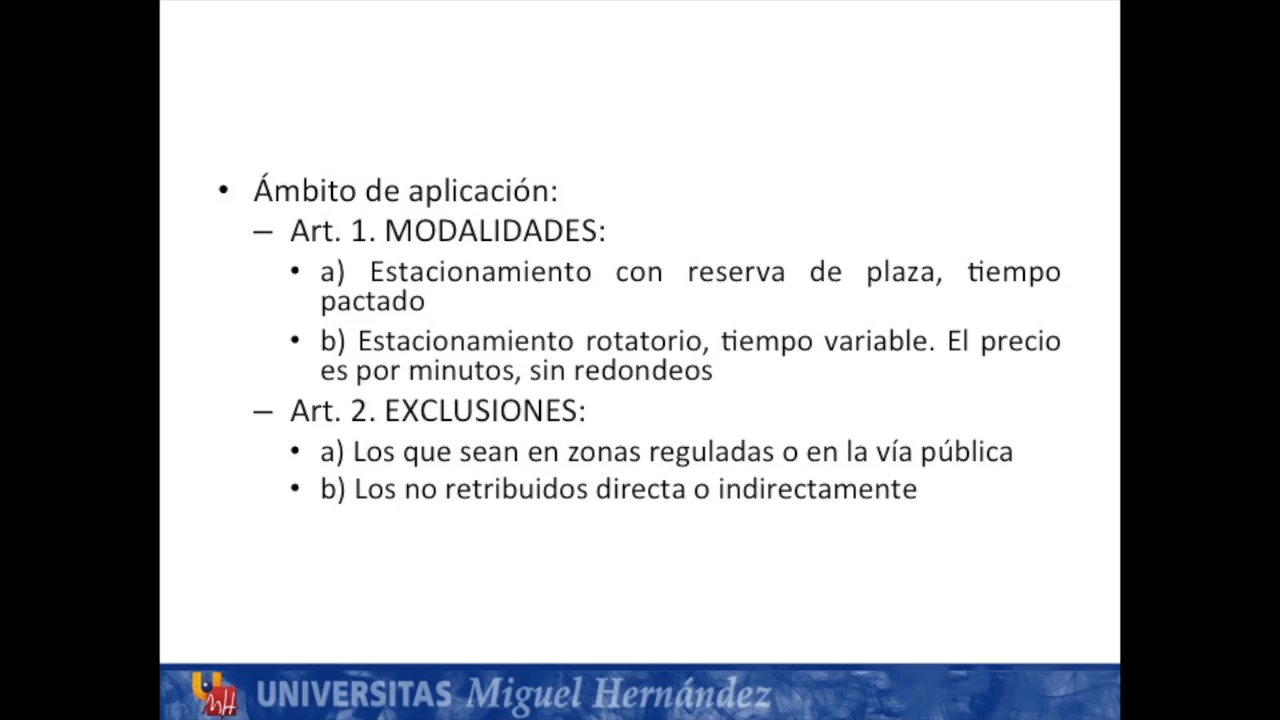 • Ámbito de aplicación:
– Art. 1. MODALIDADES:
• a) Estacionamiento con reserva de plaza, tiempo
pactado
• b) Estacionamiento rotatorio, tiempo variable. El precio
es por minutos, sin redondeos
– Art. 2. EXCLUSIONES:
• a) Los que sean en zonas reguladas o en la vía pública
• b) Los no retribuidos directa o indirectamente
UNIVERSITAS Miguel Hernández